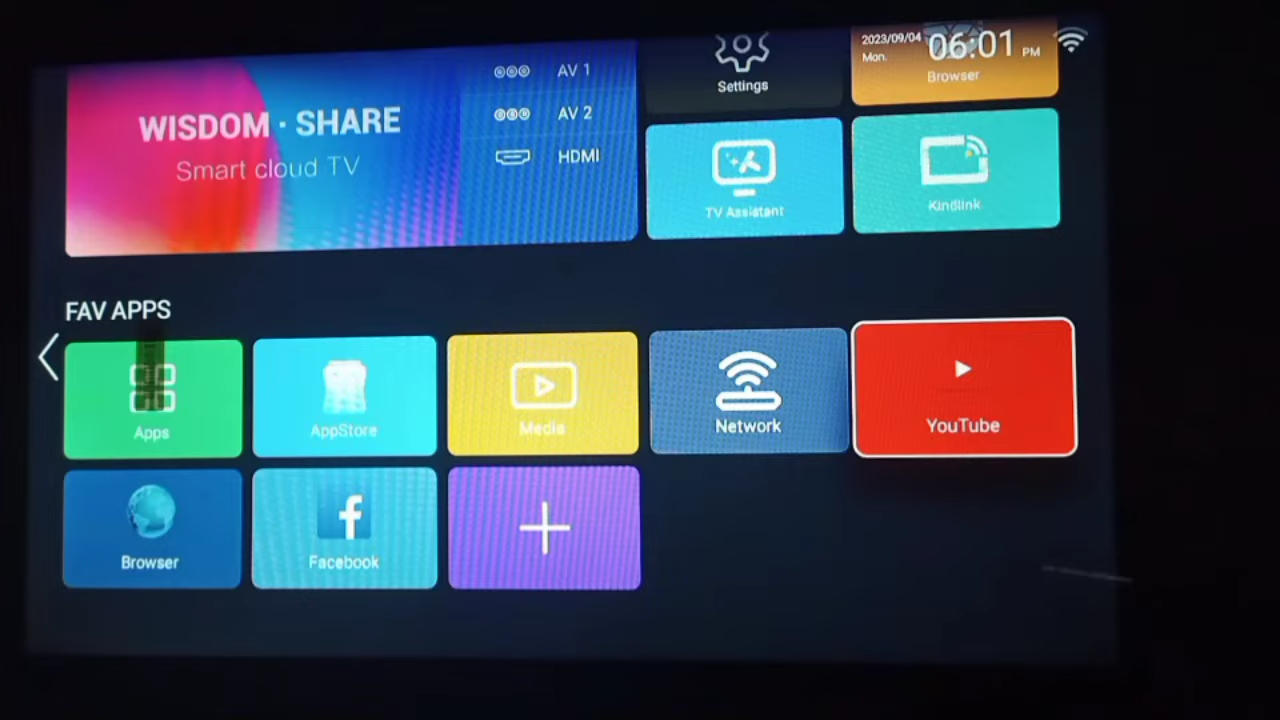 WISDOM · SHARE
Smart cloud TV
AV 1
AV 2
HDMI
Settings
2023/09/04
Mon.
06:01 PM
Browser
TV Assistant
Kindlink
FAV APPS
Apps
AppStore
Media
Network
YouTube
Browser
Facebook